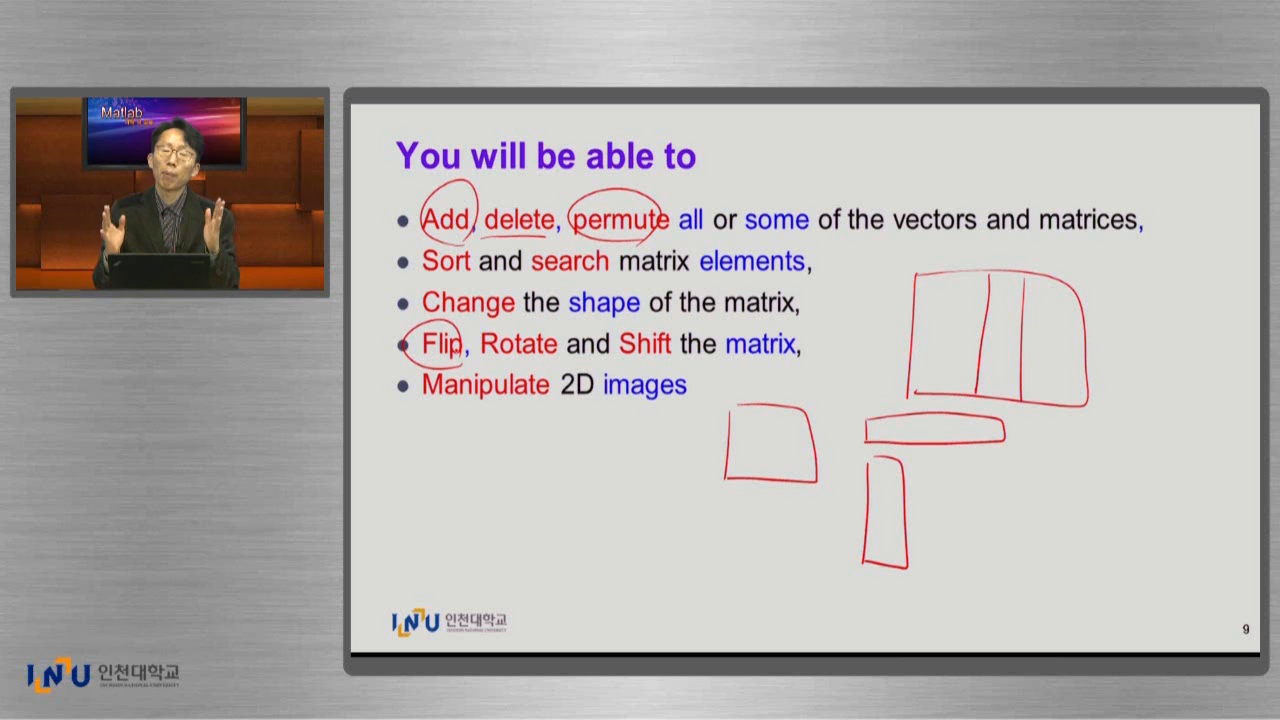 Matlab
You will be able to
• Add, delete, permute all or some of the vectors and matrices,
• Sort and search matrix elements,
• Change the shape of the matrix,
• Flip, Rotate and Shift the matrix,
• Manipulate 2D images
INU 인천대학교
9
INU 인천대학교